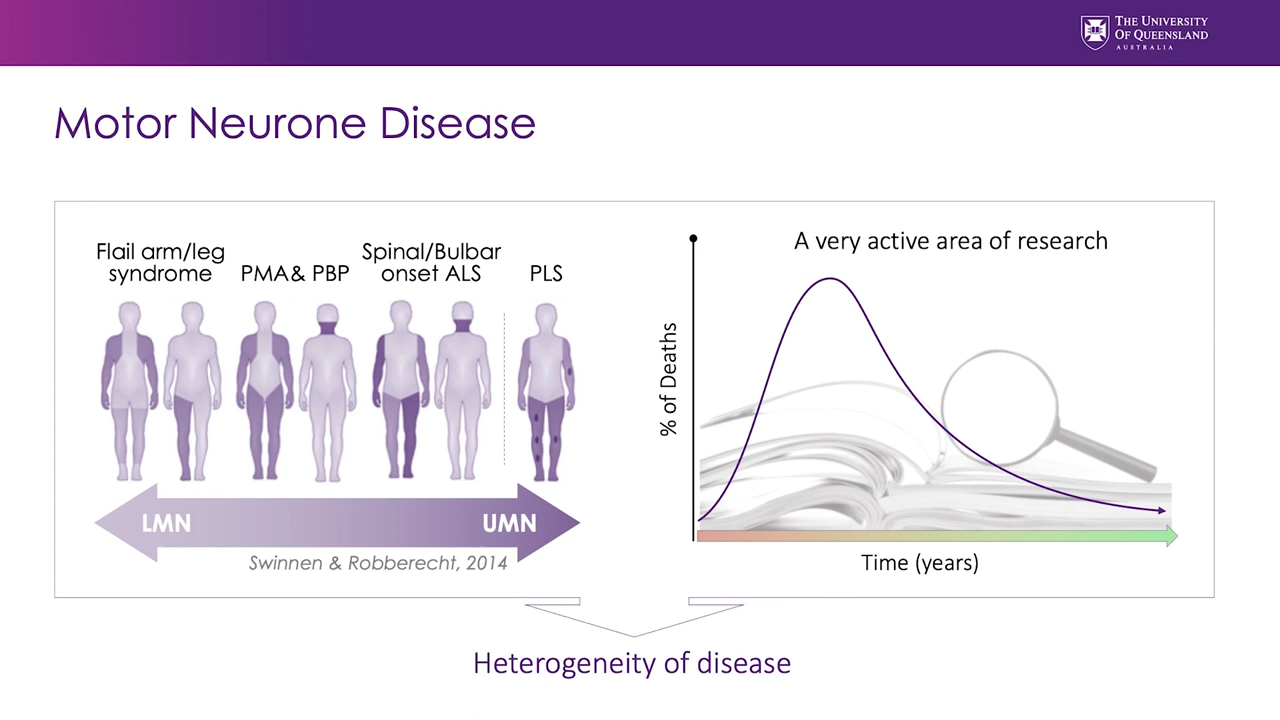 THE UNIVERSITY
OF QUEENSLAND
AUSTRALIA
Motor Neurone Disease
Flail arm/leg
syndrome
PMA& PBP
Spinal/Bulbar
onset ALS
PLS
LMN
UMN
Swinnen & Robberecht, 2014
A very active area of research
% of Deaths
Time (years)
Heterogeneity of disease